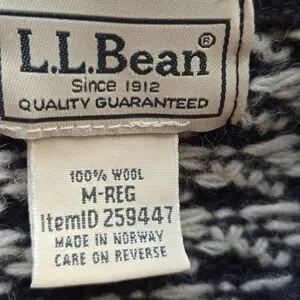 L.L.Bean®
Since 1912
QUALITY GUARANTEED
100% WOOL
M-REG
ItemID 259447
MADE IN NORWAY
CARE ON REVERSE